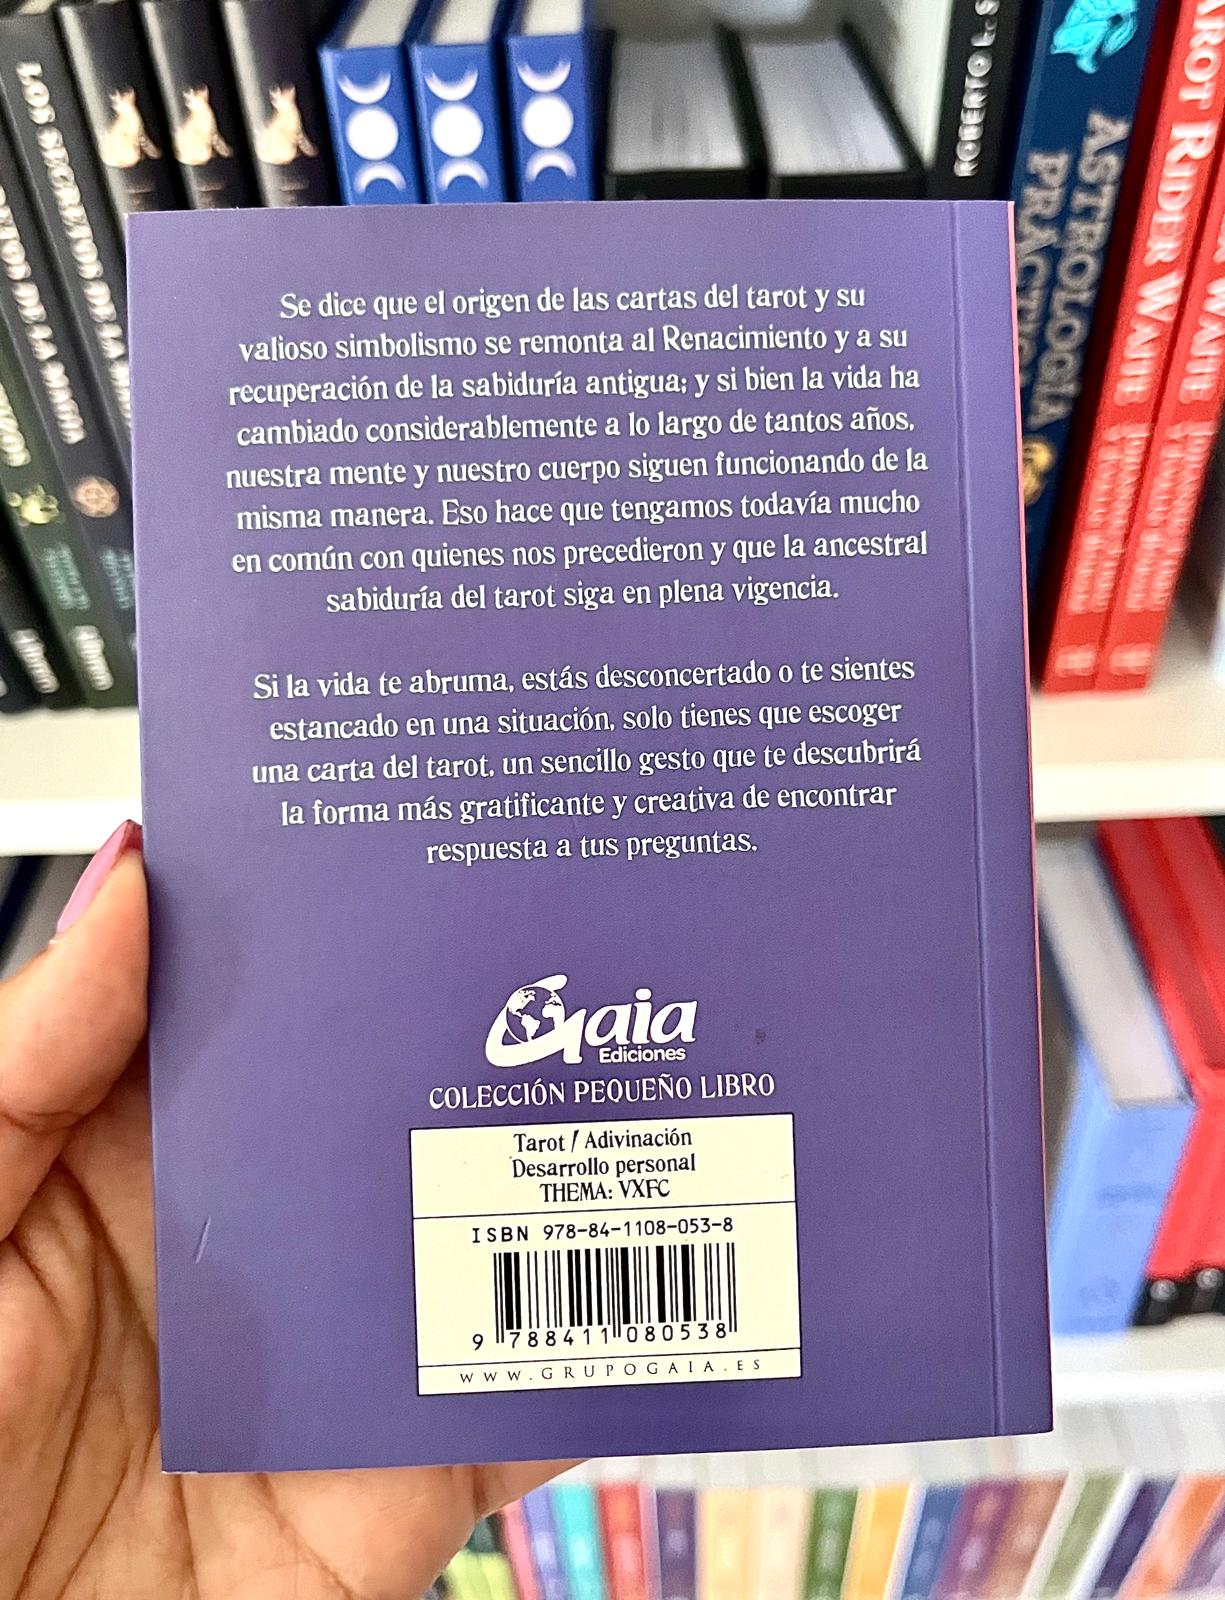 ROBERTO L. S
ASTROLOGIA
AROT RIDER WAITE
LOS SECRETOS DE LA
Se dice que el origen de las cartas del tarot y su
valioso simbolismo se remonta al Renacimiento y a su
recuperación de la sabiduría antigua; y si bien la vida ha
cambiado considerablemente a lo largo de tantos años,
nuestra mente y nuestro cuerpo siguen funcionando de la
misma manera. Eso hace que tengamos todavía mucho
en común con quienes nos precedieron y que la ancestral
sabiduría del tarot siga en plena vigencia.
Si la vida te abruma, estás desconcertado o te sientes
estancado en una situación, solo tienes que escoger
una carta del tarot, un sencillo gesto que te descubrirá
la forma más gratificante y creativa de encontrar
respuesta a tus preguntas.
Gaia
Ediciones
COLECCIÓN PEQUEÑO LIBRO
Tarot / Adivinación
Desarrollo personal
THEMA: VXFC
ISBN 978-84-1108-053-8
9 788411 080538
WWW.GRUPOGAIA.ES